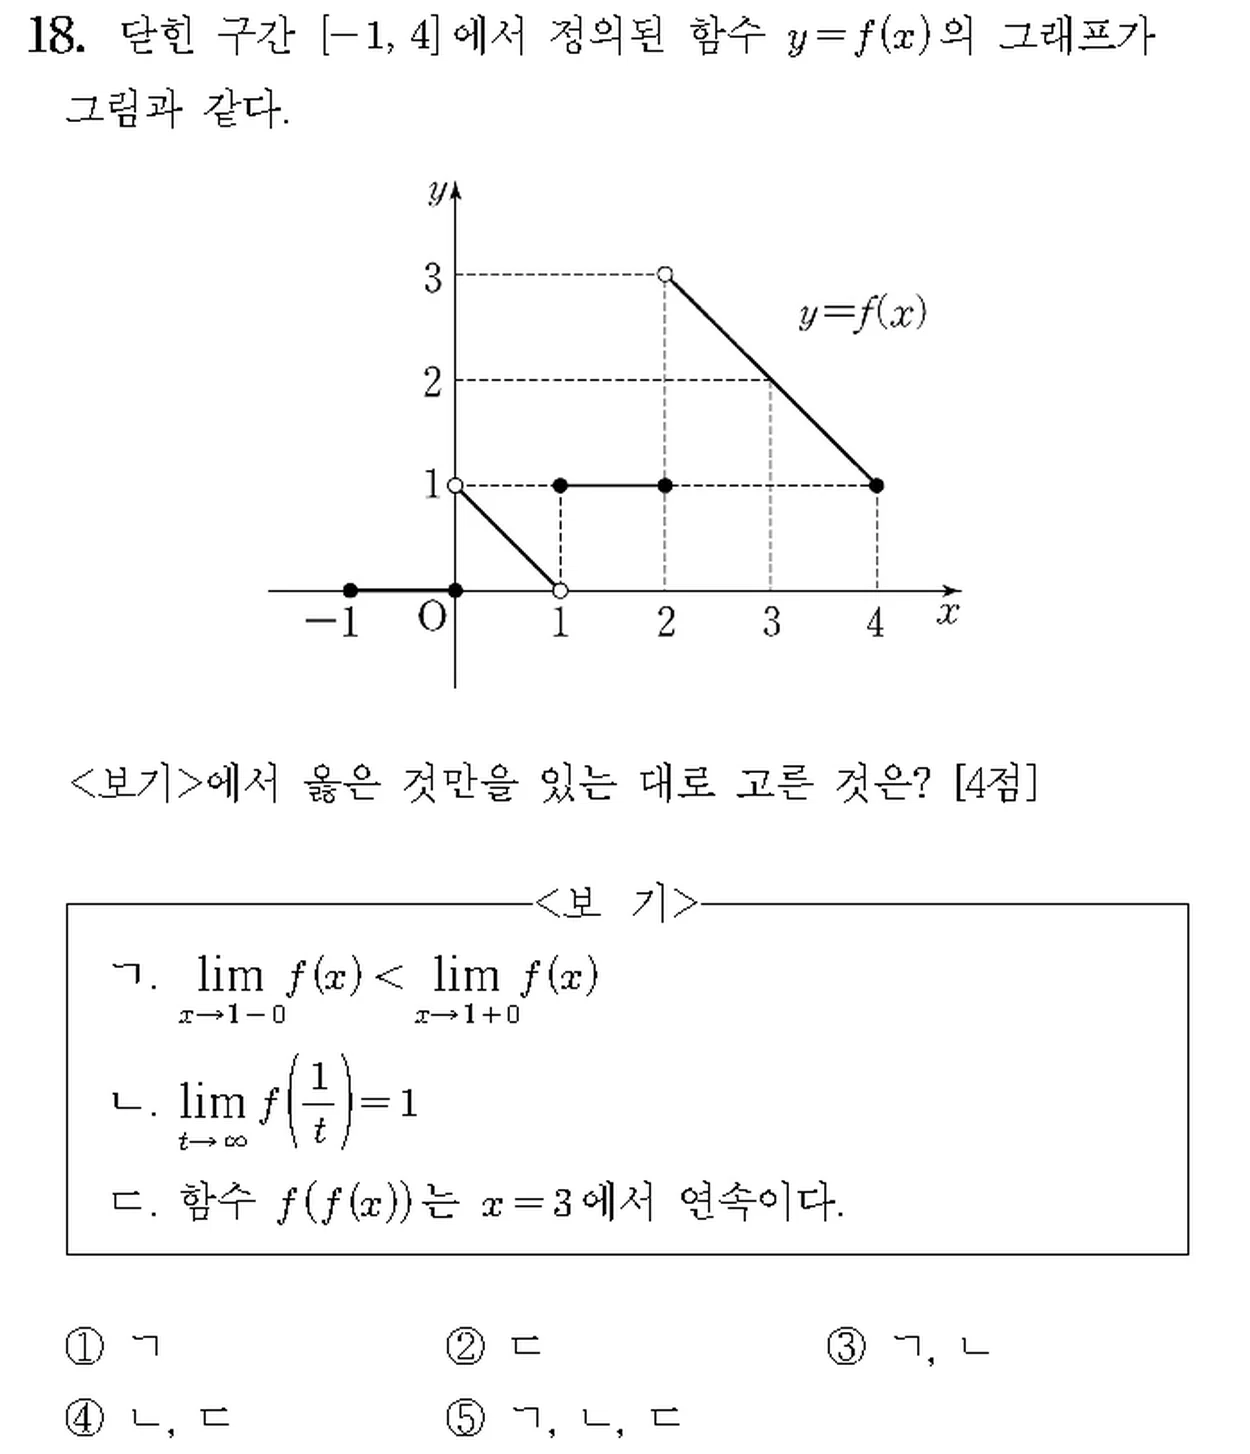 18. 닫힌 구간 [−1, 4]에서 정의된 함수 y=f(x)의 그래프가
그림과 같다.
y
3
y=f(x)
2
1
−1 O 1 2 3 4 x
<보기>에서 옳은 것만을 있는 대로 고른 것은? [4점]
<보 기>
ㄱ. lim x→1−0 f(x) < lim x→1+0 f(x)
ㄴ. lim t→∞ f(1/t)=1
ㄷ. 함수 f(f(x))는 x=3에서 연속이다.
① ㄱ ② ㄷ ③ ㄱ, ㄴ
④ ㄴ, ㄷ ⑤ ㄱ, ㄴ, ㄷ